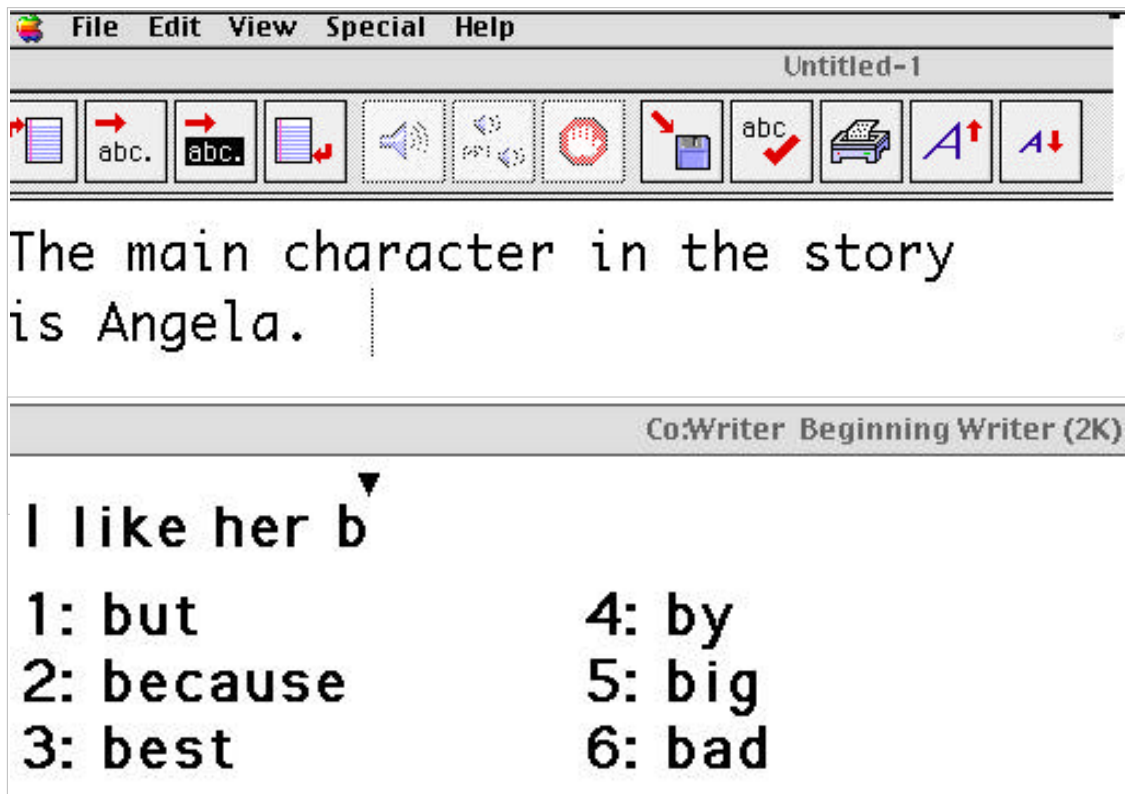 File Edit View Special Help
Untitled-1
abc. abc. abc
The main character in the story
is Angela.
Co:Writer Beginning Writer (2K)
I like her b
1: but 4: by
2: because 5: big
3: best 6: bad